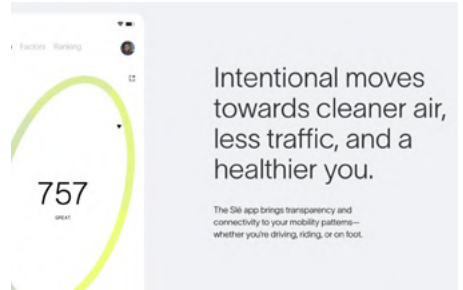 Factors Ranking
757
GREAT
Intentional moves
towards cleaner air,
less traffic, and a
healthier you.
The Slé app brings transparency and
connectivity to your mobility patterns—
whether you're driving, riding, or on foot.